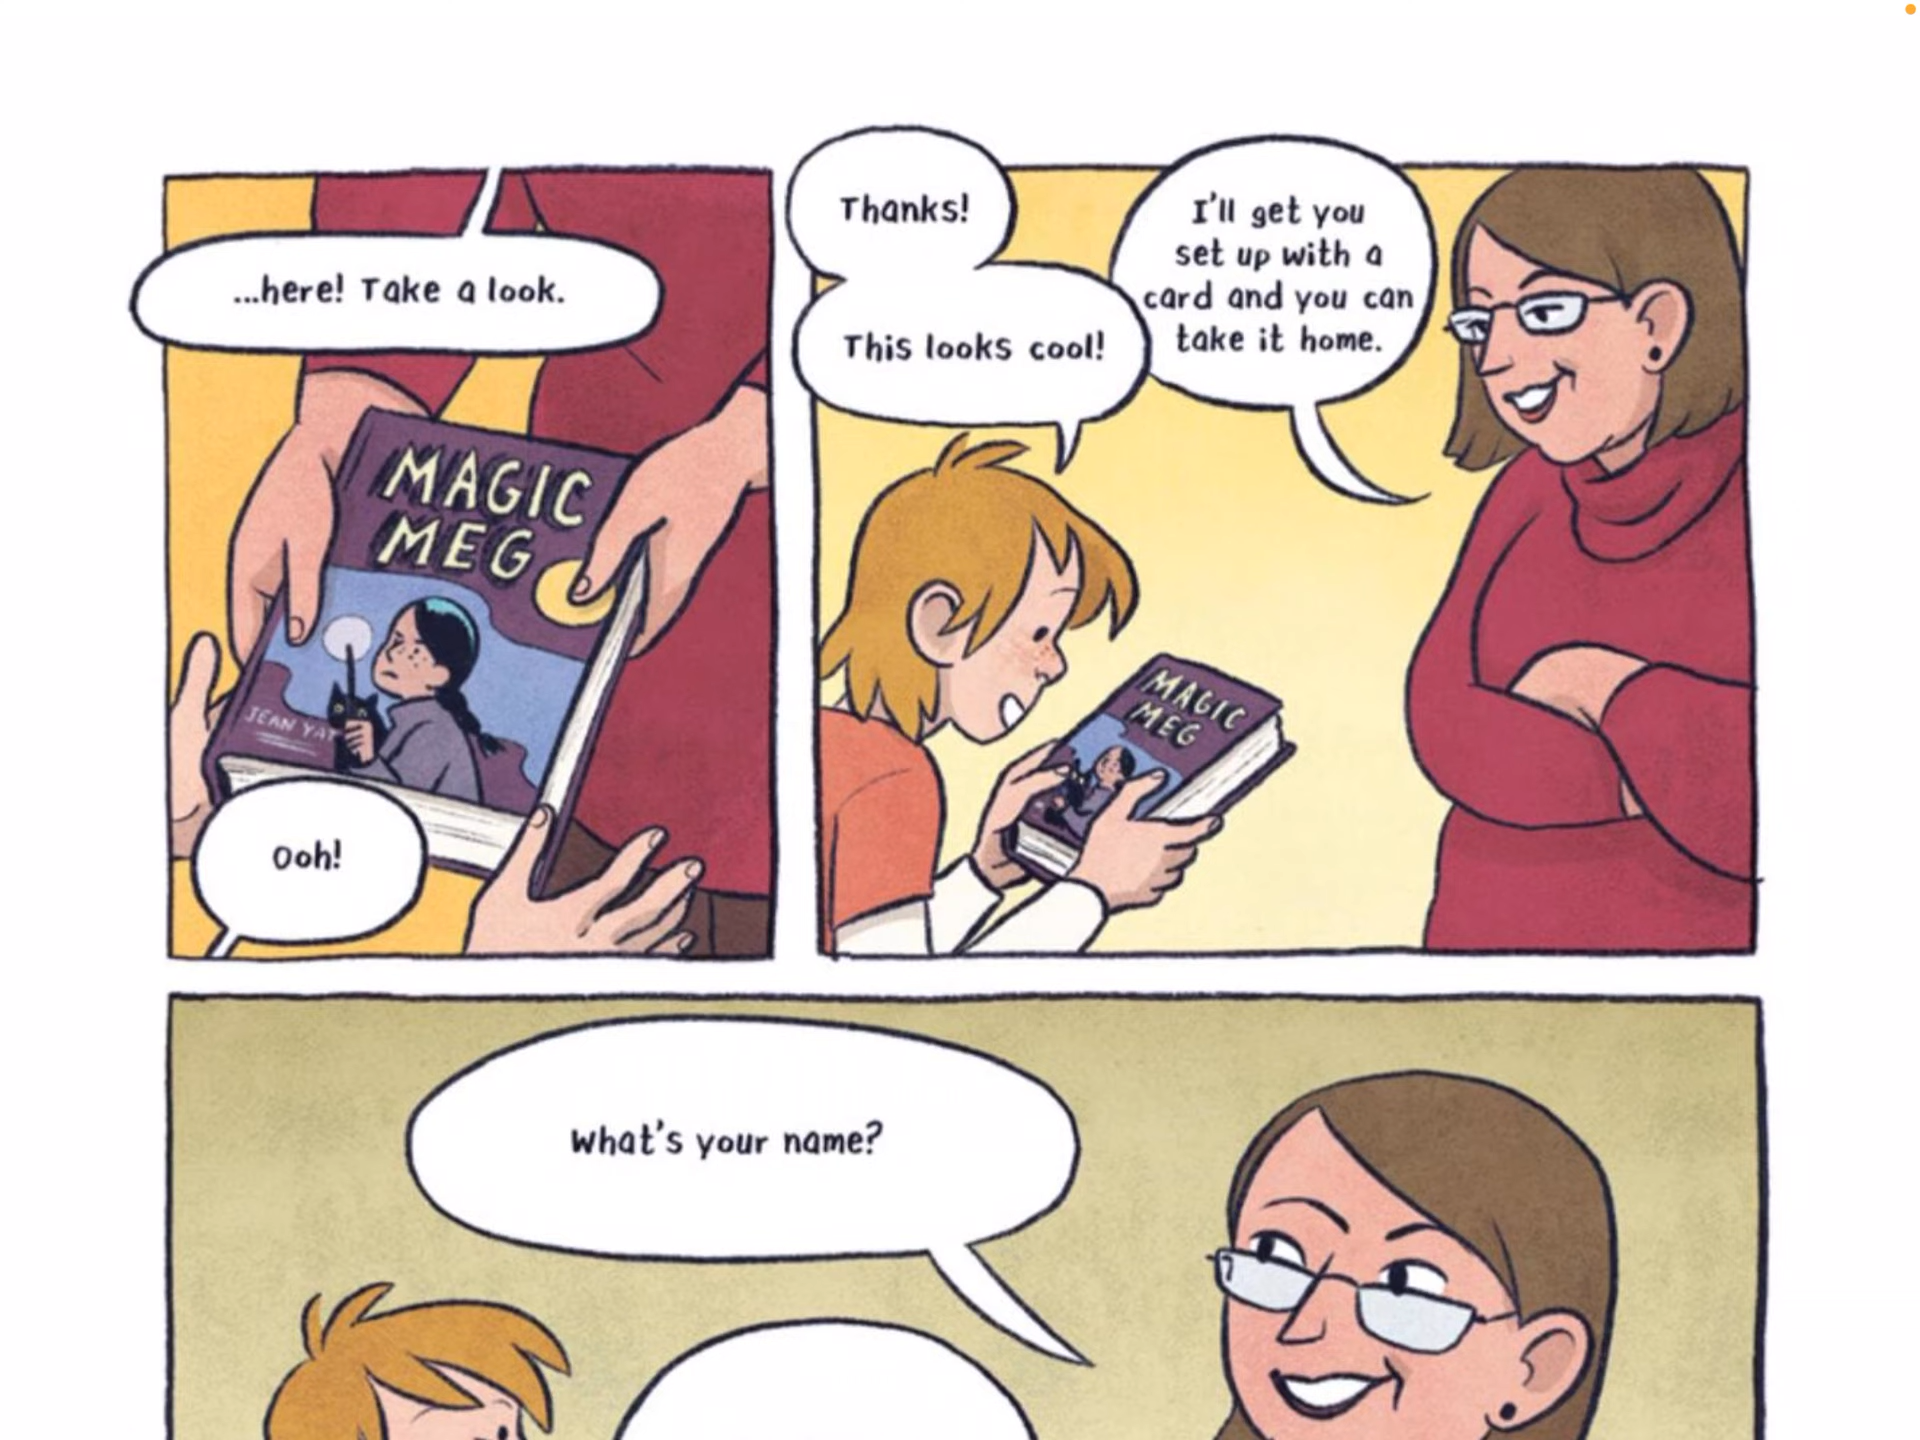 ...here! Take a look.
MAGIC
MEG
JEAN
Ooh!
Thanks!
This looks cool!
I'll get you
set up with a
card and you can
take it home.
MAGIC
MEG
What's your name?